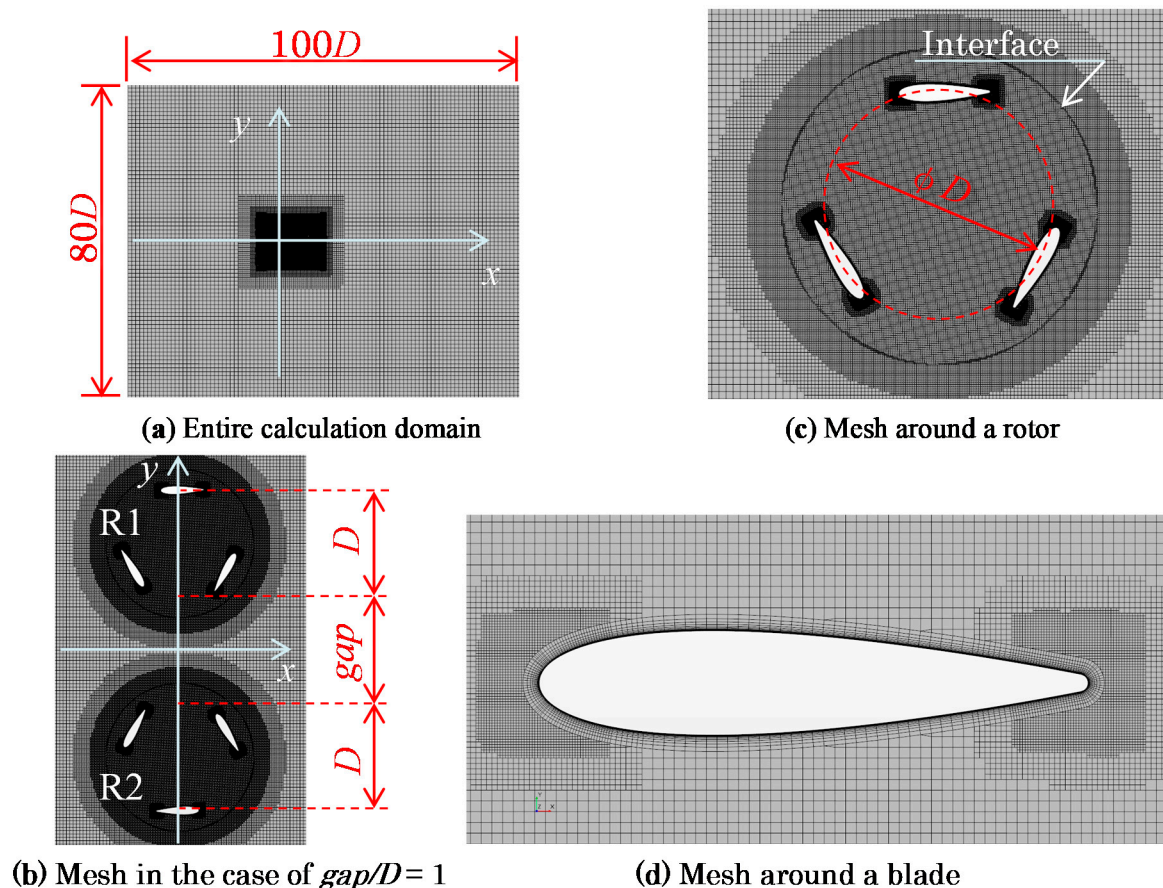 100D
80D
y
x
(a) Entire calculation domain
Interface
ϕ D
(c) Mesh around a rotor
y
R1
D
gap
x
R2
D
(b) Mesh in the case of gap/D = 1
Y
Z X
(d) Mesh around a blade